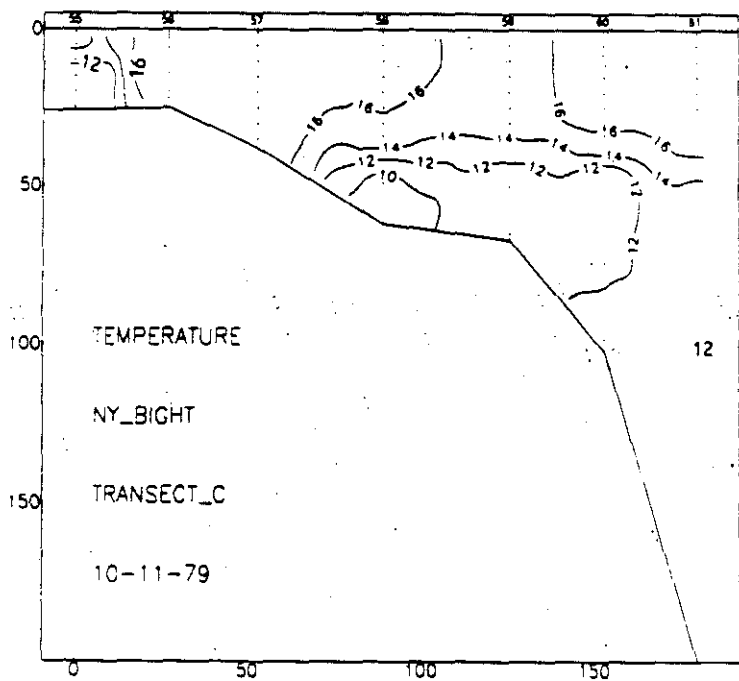 55 56 57 58 59 60 61
0
12 16
16 16 16 16 16 16
14 14 14 14 14 14
12 12 12 12 12 12 12
10
50
100
150
TEMPERATURE 12
NY_BIGHT
TRANSECT_C
10-11-79
0 50 100 150